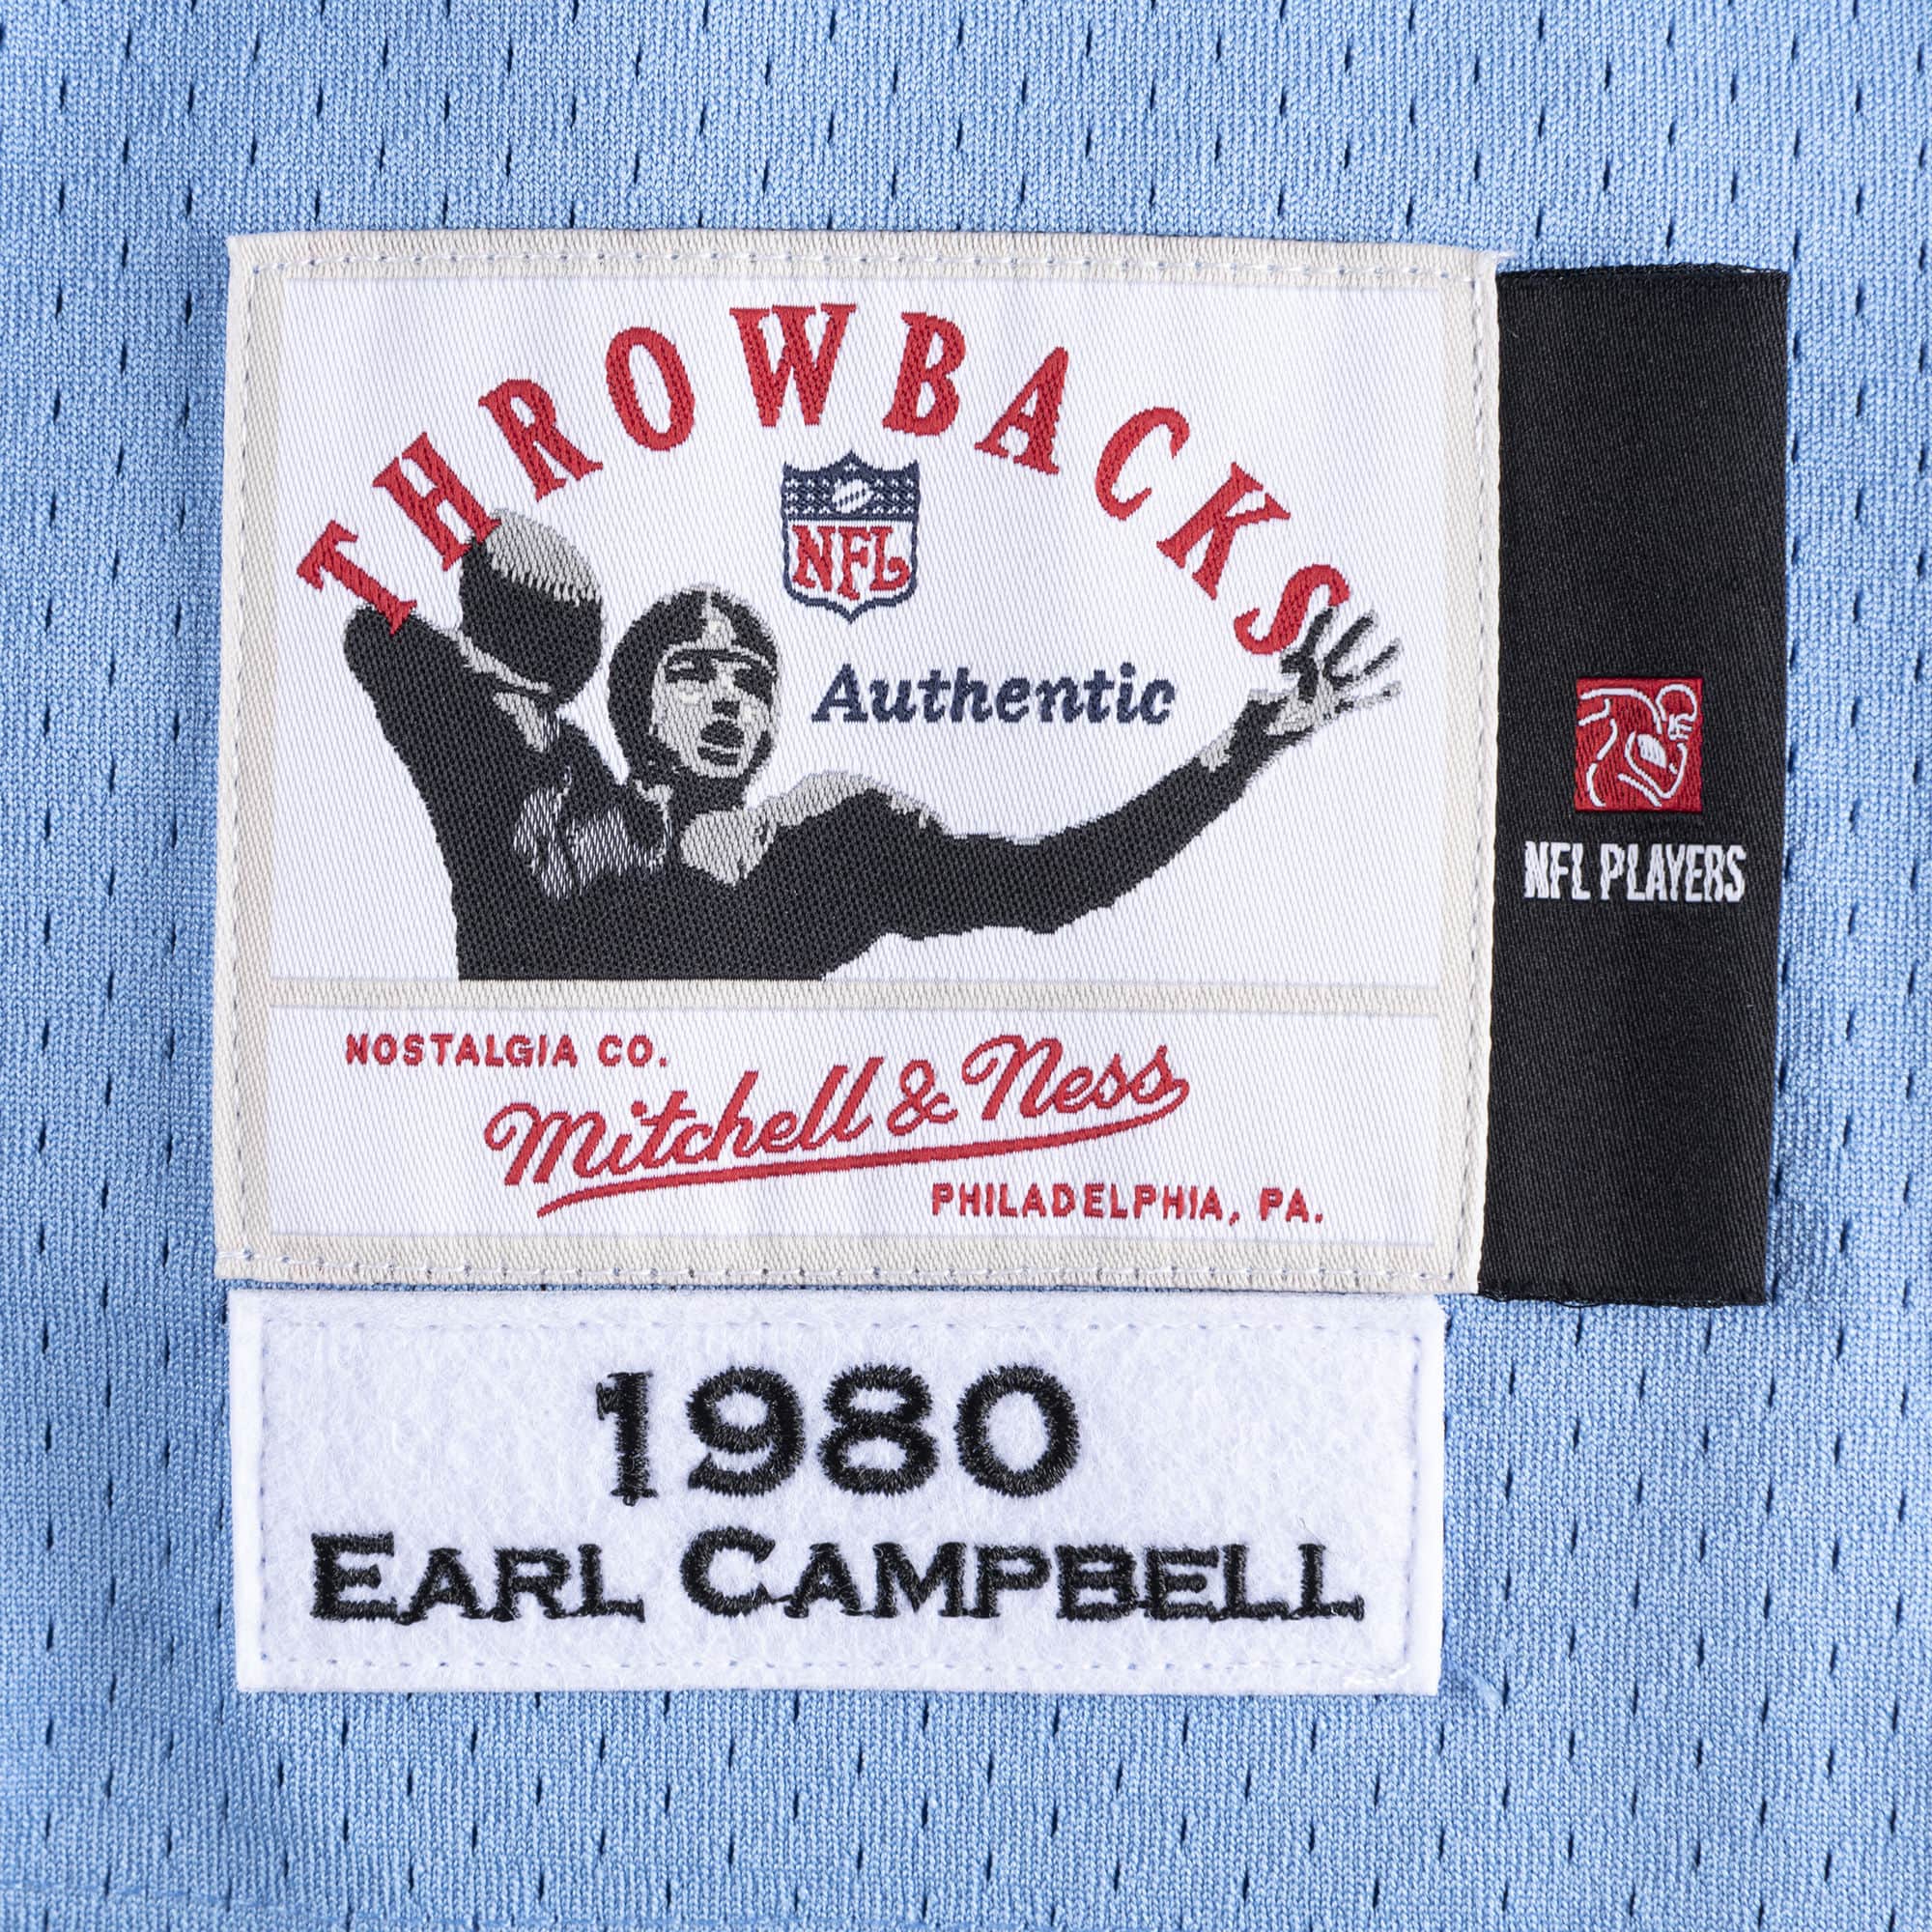 THROWBACKS
NFL
Authentic
NFL PLAYERS
NOSTALGIA CO.
Mitchell & Ness
PHILADELPHIA, PA.
1980
EARL CAMPBELL